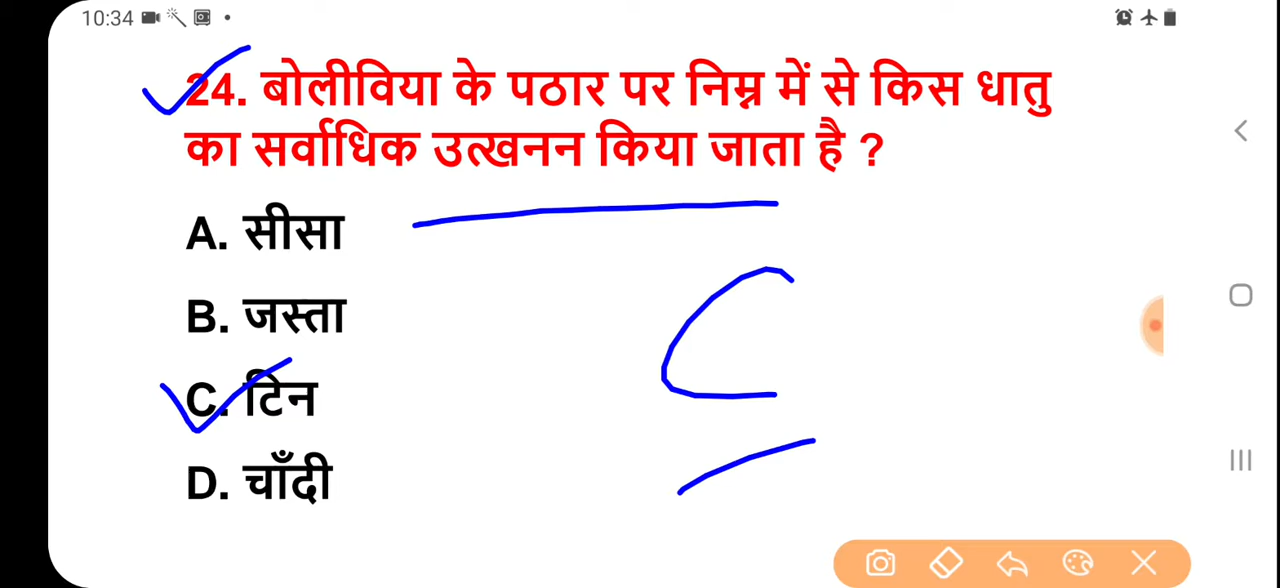 10:34
24. बोलीविया के पठार पर निम्न में से किस धातु
का सर्वाधिक उत्खनन किया जाता है ?
A. सीसा
B. जस्ता
C. टिन
D. चाँदी
C